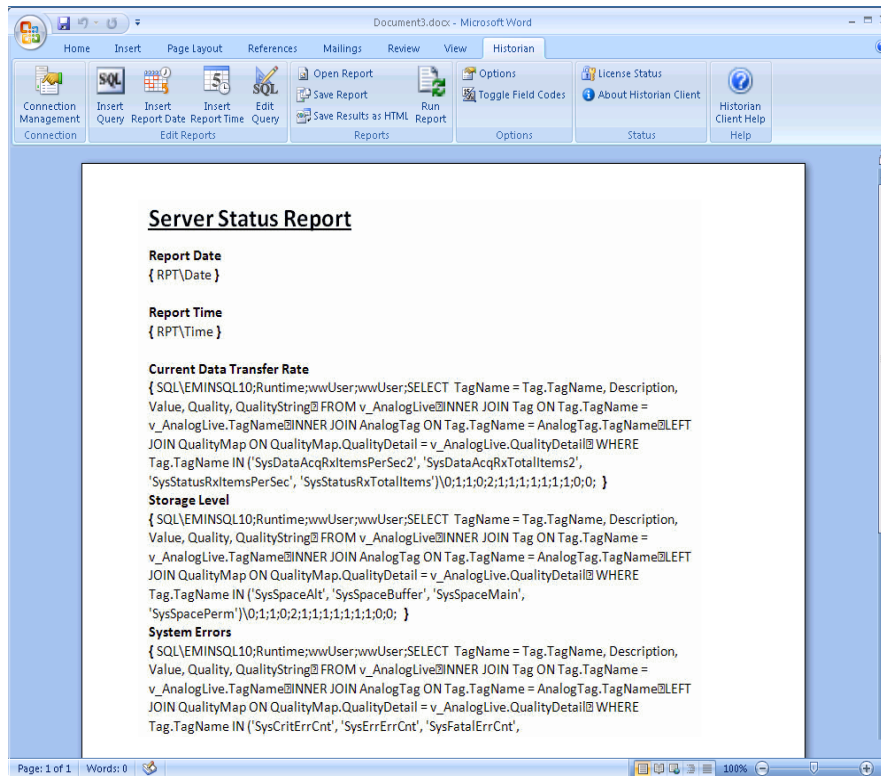 Document3.docx - Microsoft Word
Home Insert Page Layout References Mailings Review View Historian
Connection Management
Connection
SQL
Insert Query
Insert Report Date
5
Insert Report Time
SQL
Edit Query
Edit Reports
Open Report
Save Report
Save Results as HTML
Run Report
Reports
Options
Toggle Field Codes
Options
License Status
About Historian Client
Status
Historian Client Help
Help
Server Status Report
Report Date
{ RPT\Date }
Report Time
{ RPT\Time }
Current Data Transfer Rate
{ SQL\EMINSQL10;Runtime;wwUser;wwUser;SELECT TagName = Tag.TagName, Description,
Value, Quality, QualityString⍰ FROM v_AnalogLive⍰INNER JOIN Tag ON Tag.TagName =
v_AnalogLive.TagName⍰INNER JOIN AnalogTag ON Tag.TagName = AnalogTag.TagName⍰LEFT
JOIN QualityMap ON QualityMap.QualityDetail = v_AnalogLive.QualityDetail⍰ WHERE
Tag.TagName IN ('SysDataAcqRxItemsPerSec2', 'SysDataAcqRxTotalItems2',
'SysStatusRxItemsPerSec', 'SysStatusRxTotalItems')\0;1;1;0;2;1;1;1;1;1;1;1;0;0; }
Storage Level
{ SQL\EMINSQL10;Runtime;wwUser;wwUser;SELECT TagName = Tag.TagName, Description,
Value, Quality, QualityString⍰ FROM v_AnalogLive⍰INNER JOIN Tag ON Tag.TagName =
v_AnalogLive.TagName⍰INNER JOIN AnalogTag ON Tag.TagName = AnalogTag.TagName⍰LEFT
JOIN QualityMap ON QualityMap.QualityDetail = v_AnalogLive.QualityDetail⍰ WHERE
Tag.TagName IN ('SysSpaceAlt', 'SysSpaceBuffer', 'SysSpaceMain',
'SysSpacePerm')\0;1;1;0;2;1;1;1;1;1;1;1;0;0; }
System Errors
{ SQL\EMINSQL10;Runtime;wwUser;wwUser;SELECT TagName = Tag.TagName, Description,
Value, Quality, QualityString⍰ FROM v_AnalogLive⍰INNER JOIN Tag ON Tag.TagName =
v_AnalogLive.TagName⍰INNER JOIN AnalogTag ON Tag.TagName = AnalogTag.TagName⍰LEFT
JOIN QualityMap ON QualityMap.QualityDetail = v_AnalogLive.QualityDetail⍰ WHERE
Tag.TagName IN ('SysCritErrCnt', 'SysErrErrCnt', 'SysFatalErrCnt',
Page: 1 of 1 Words: 0 100%